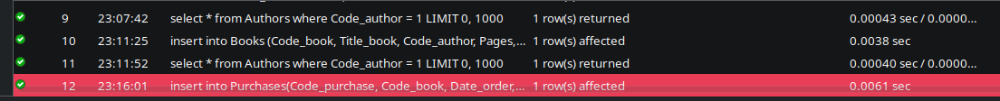 9 23:07:42 select * from Authors where Code_author = 1 LIMIT 0, 1000 1 row(s) returned 0.00043 sec / 0.0000...
10 23:11:25 insert into Books (Code_book, Title_book, Code_author, Pages,... 1 row(s) affected 0.0038 sec
11 23:11:52 select * from Authors where Code_author = 1 LIMIT 0, 1000 1 row(s) returned 0.00040 sec / 0.0000...
12 23:16:01 insert into Purchases(Code_purchase, Code_book, Date_order,... 1 row(s) affected 0.0061 sec